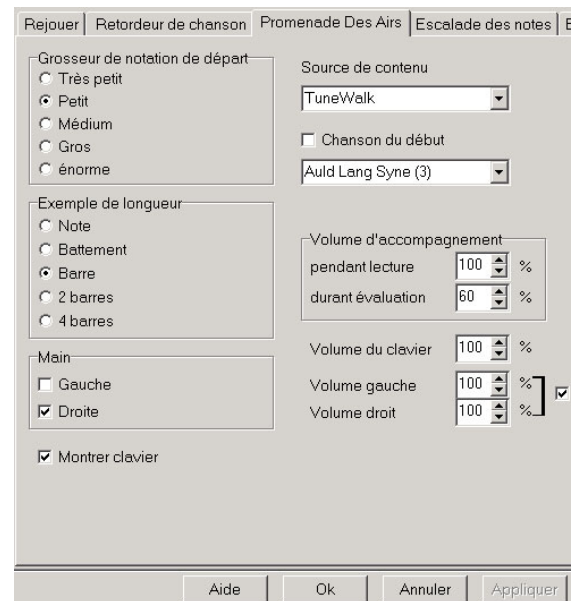 Rejouer
Retordeur de chanson
Promenade Des Airs
Escalade des notes
Grosseur de notation de départ
Très petit
Petit
Médium
Gros
énorme
Exemple de longueur
Note
Battement
Barre
2 barres
4 barres
Main
Gauche
Droite
Montrer clavier
Source de contenu
TuneWalk
Chanson du début
Auld Lang Syne (3)
Volume d'accompagnement
pendant lecture 100 %
durant évaluation 60 %
Volume du clavier 100 %
Volume gauche 100 %
Volume droit 100 %
Aide
Ok
Annuler
Appliquer